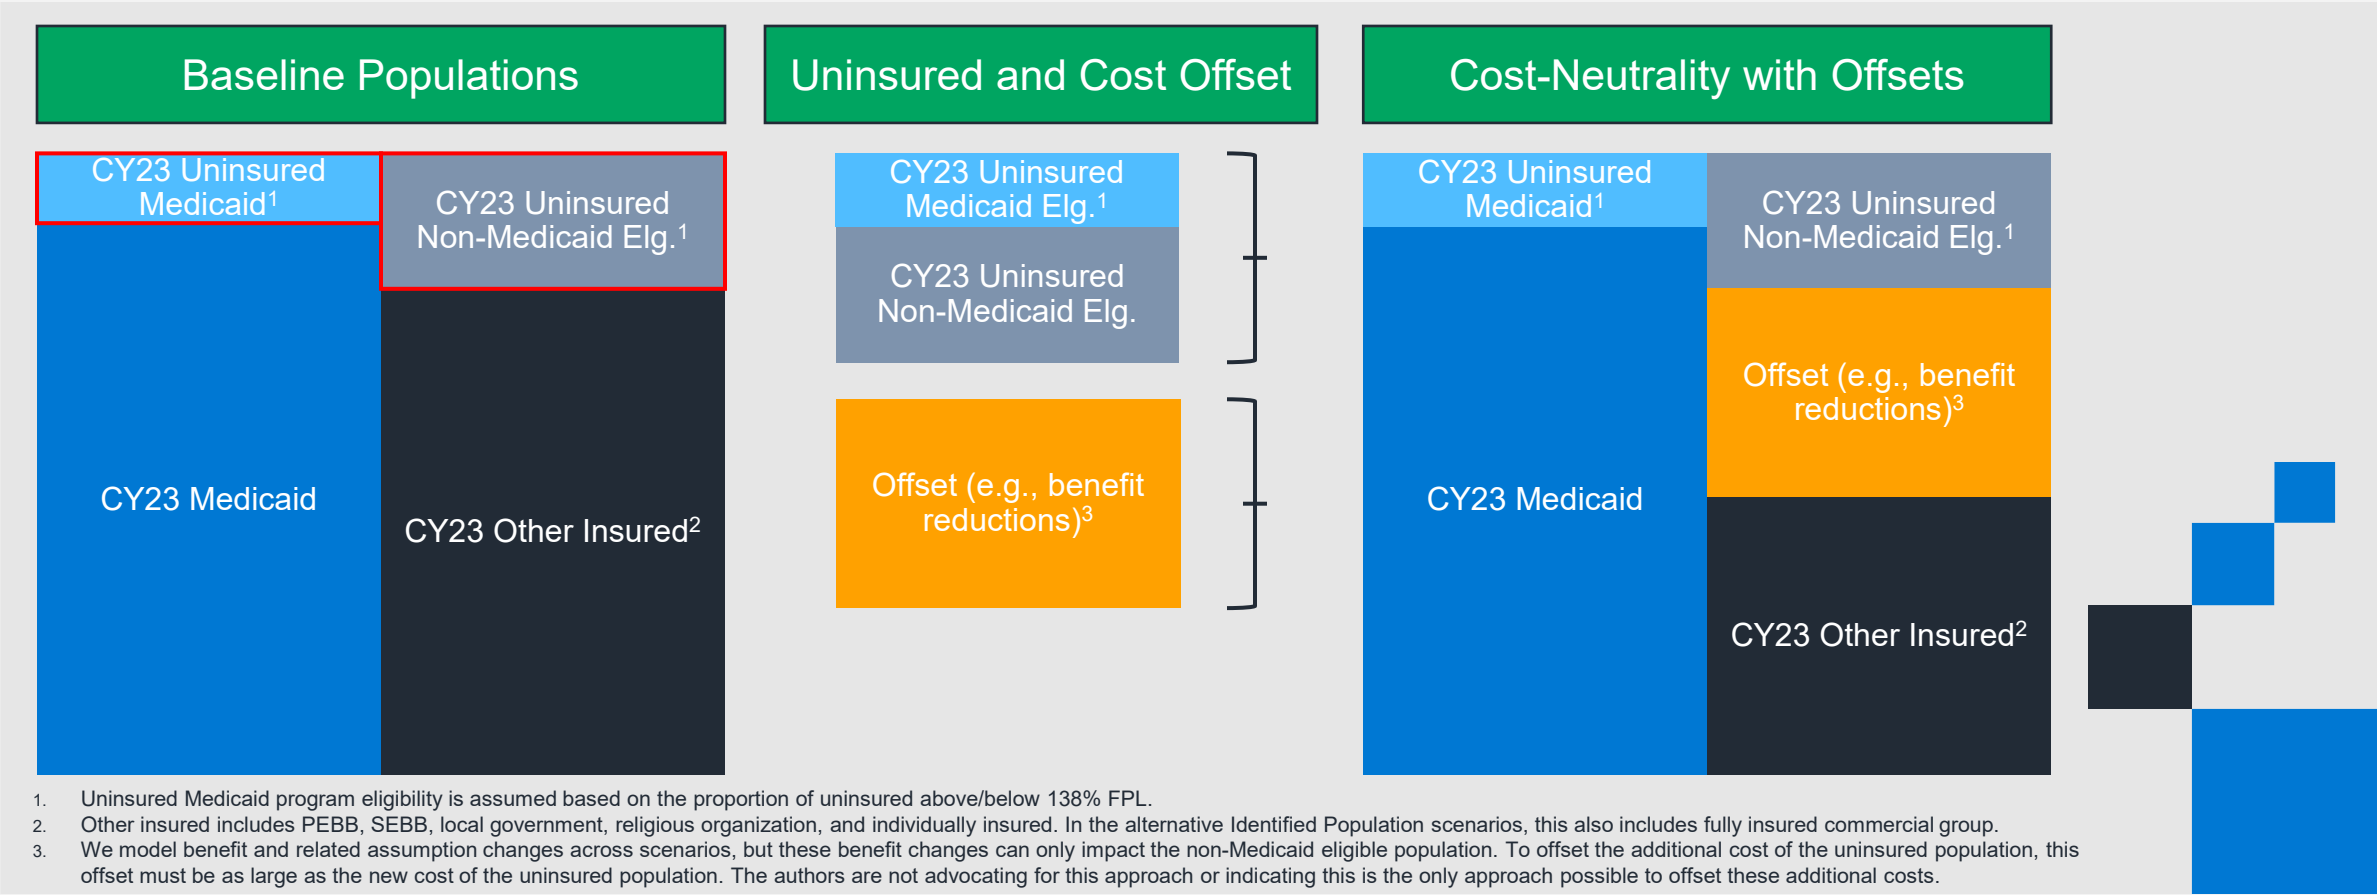 Baseline Populations
Uninsured and Cost Offset
Cost-Neutrality with Offsets
CY23 Uninsured
Medicaid¹
CY23 Uninsured
Non-Medicaid Elg.¹
CY23 Medicaid
CY23 Other Insured²
CY23 Uninsured
Medicaid Elg.¹
CY23 Uninsured
Non-Medicaid Elg.
Offset (e.g., benefit
reductions)³
CY23 Uninsured
Medicaid¹
CY23 Uninsured
Non-Medicaid Elg.¹
Offset (e.g., benefit
reductions)³
CY23 Medicaid
CY23 Other Insured²
1. Uninsured Medicaid program eligibility is assumed based on the proportion of uninsured above/below 138% FPL.
2. Other insured includes PEBB, SEBB, local government, religious organization, and individually insured. In the alternative Identified Population scenarios, this also includes fully insured commercial group.
3. We model benefit and related assumption changes across scenarios, but these benefit changes can only impact the non-Medicaid eligible population. To offset the additional cost of the uninsured population, this
offset must be as large as the new cost of the uninsured population. The authors are not advocating for this approach or indicating this is the only approach possible to offset these additional costs.